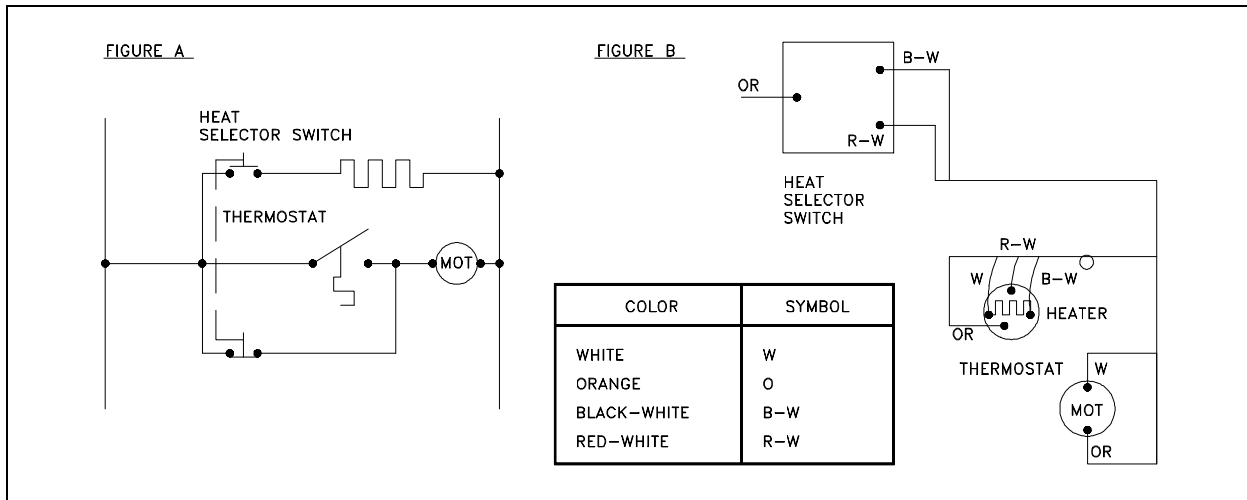 FIGURE A
HEAT
SELECTOR SWITCH
THERMOSTAT
MOT
FIGURE B
B-W
OR
R-W
HEAT
SELECTOR
SWITCH
R-W
W
B-W
HEATER
OR
THERMOSTAT
W
MOT
OR
COLOR SYMBOL
WHITE W
ORANGE O
BLACK-WHITE B-W
RED-WHITE R-W